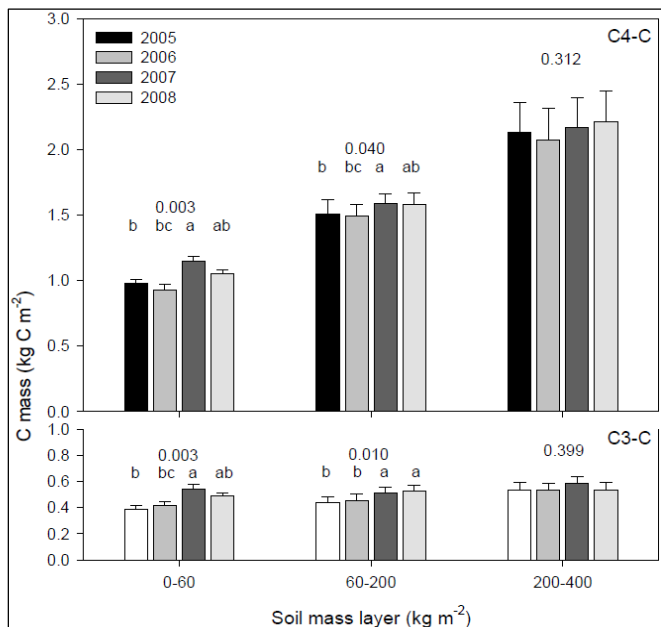 3.0
C4-C
2005
2006
2007
2008
0.312
2.5
2.0
0.040
b bc a ab
0.003
b bc a ab
1.5
1.0
0.5
0.0
C mass (kg C m-2)
1.0
C3-C
0.003
b bc a ab
0.010
b b a a
0.399
0.8
0.6
0.4
0.2
0.0
0-60 60-200 200-400
Soil mass layer (kg m-2)